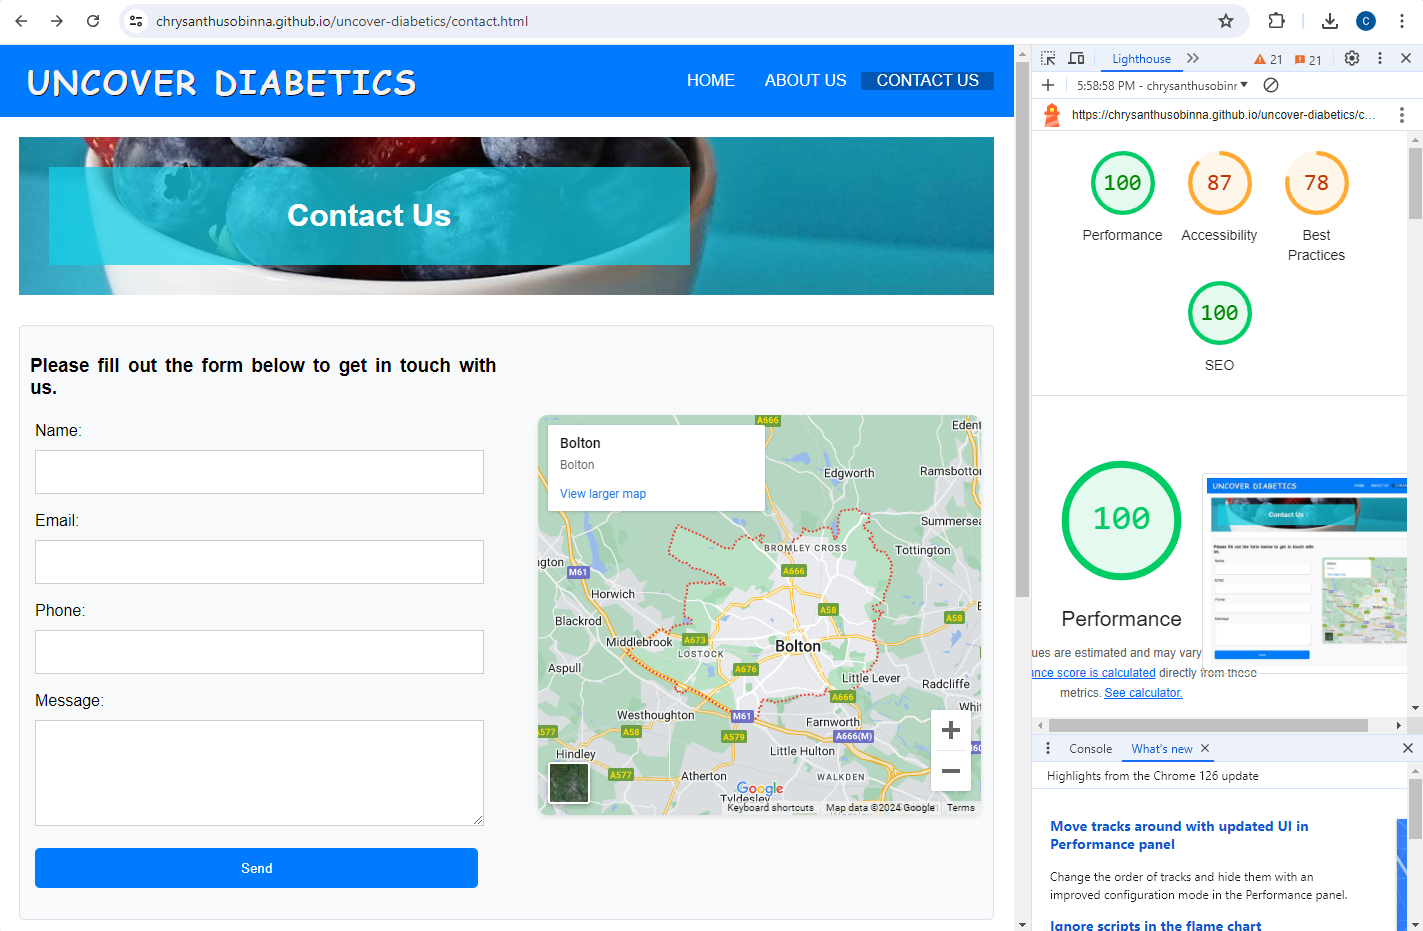 chrysanthusobinna.github.io/uncover-diabetics/contact.html
C
UNCOVER DIABETICS
HOME
ABOUT US
CONTACT US
Contact Us
Please fill out the form below to get in touch with
us.
Name:
Email:
Phone:
Message:
Send
Bolton
Bolton
View larger map
A666
Edent
Edgworth
Ramsbotto
Summersea
BROMLEY CROSS
Tottington
ngton
M61
A666
Horwich
A58
Blackrod
A58
Middlebrook
A673
LOSTOCK
Bolton
Aspull
A676
Little Lever
Radcliffe
A666
Whit
Westhoughton
M61
Farnworth
A577
A58
A579
A666(M)
Hindley
Little Hulton
A577
Atherton
WALKDEN
Google
Tyldesley
Keyboard shortcuts
Map data ©2024 Google
Terms
Lighthouse
21
21
5:58:58 PM - chrysanthusobinr
https://chrysanthusobinna.github.io/uncover-diabetics/c...
100
Performance
87
Accessibility
78
Best
Practices
100
SEO
100
Performance
UNCOVER DIABETICS
Contact Us
ues are estimated and may vary
nce score is calculated directly from these
metrics. See calculator.
Console
What's new
Highlights from the Chrome 126 update
Move tracks around with updated UI in
Performance panel
Change the order of tracks and hide them with an
improved configuration mode in the Performance panel.
Ignore scripts in the flame chart